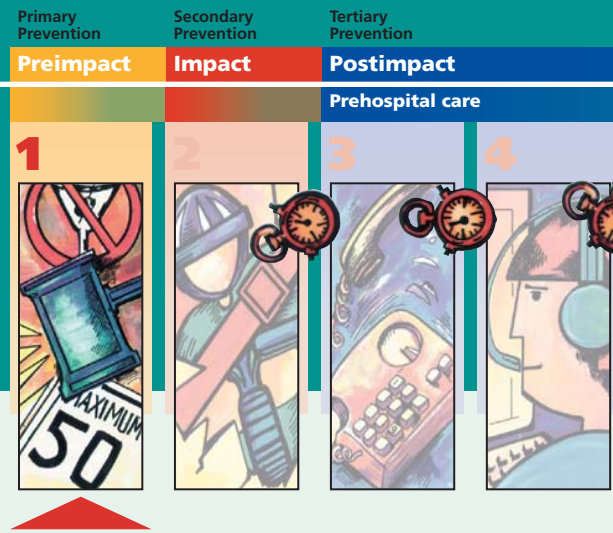 Primary
Prevention
Secondary
Prevention
Tertiary
Prevention
Preimpact
Impact
Postimpact
Prehospital care
1
2
3
4
MAXIMUM
50